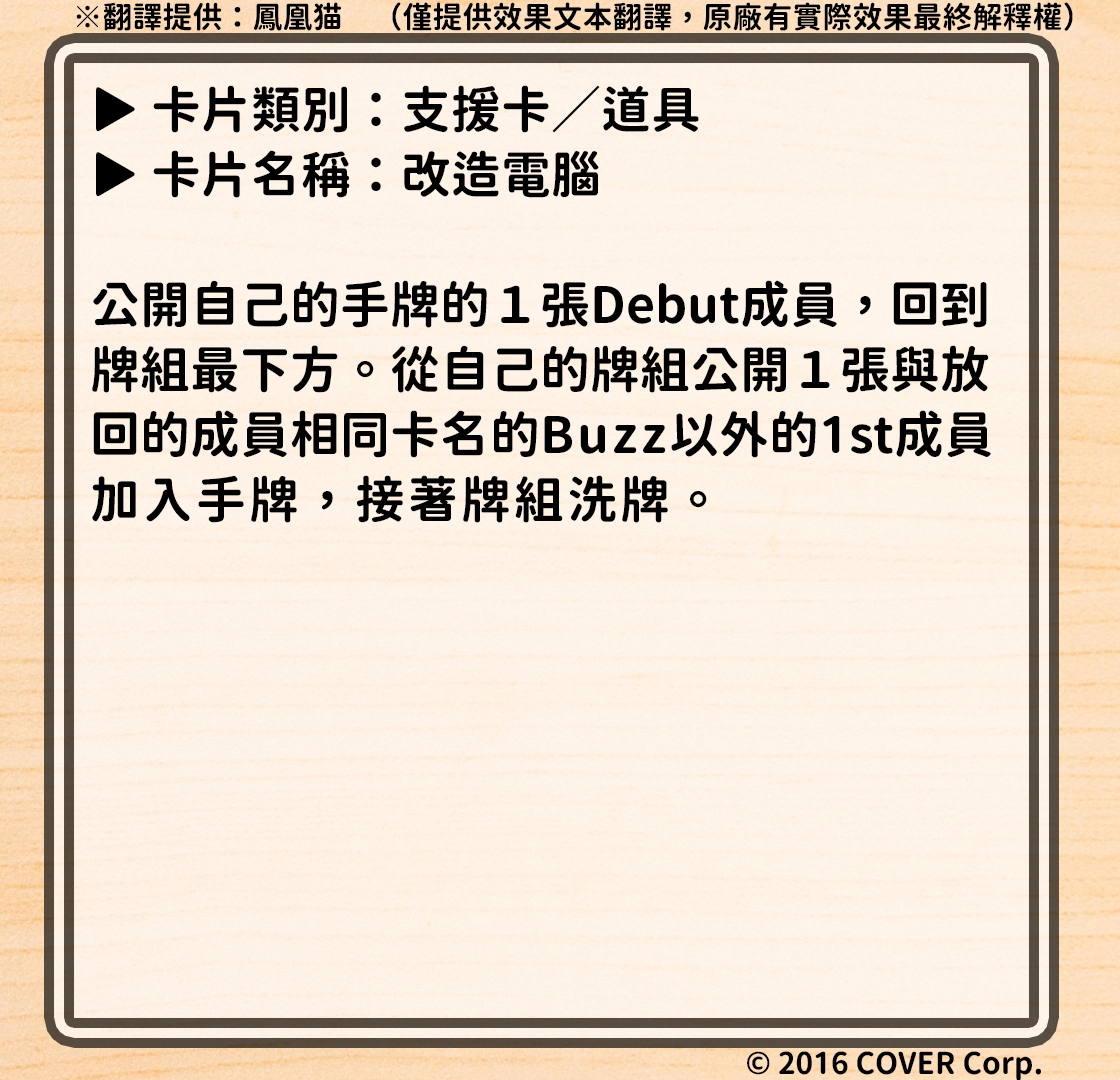 ※翻譯提供：鳳凰猫　（僅提供效果文本翻譯，原廠有實際效果最終解釋權）
▶ 卡片類別：支援卡／道具
▶ 卡片名稱：改造電腦
公開自己的手牌的１張Debut成員，回到
牌組最下方。從自己的牌組公開１張與放
回的成員相同卡名的Buzz以外的1st成員
加入手牌，接著牌組洗牌。
© 2016 COVER Corp.